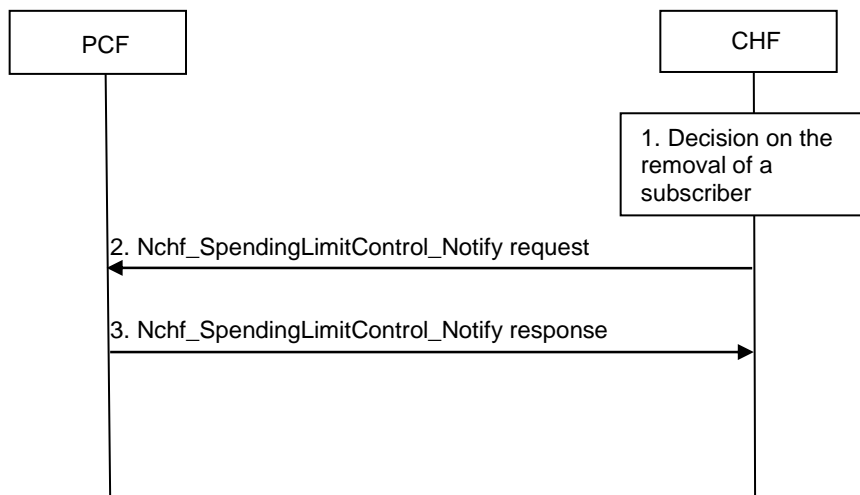 PCF
CHF
1. Decision on the
removal of a
subscriber
2. Nchf_SpendingLimitControl_Notify request
3. Nchf_SpendingLimitControl_Notify response